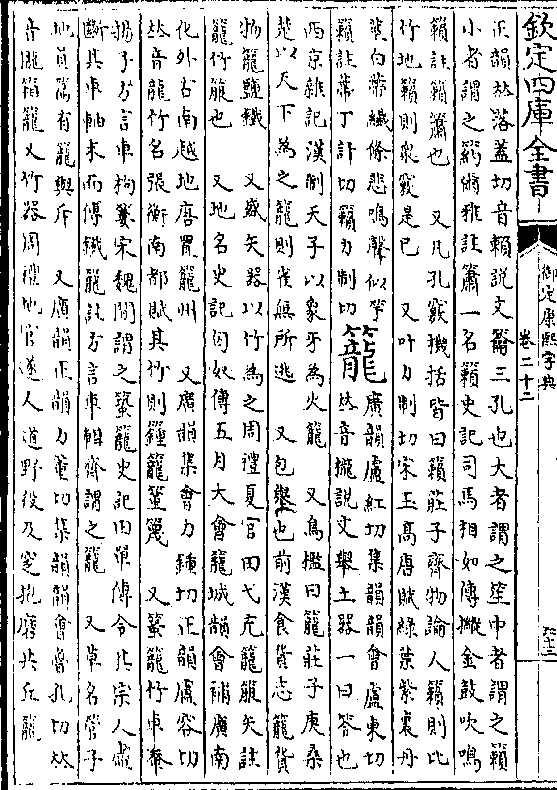 欽定四庫全書
御定康熙字典
卷二十二
正韻𠀤落蓋切音賴說文籥三孔也大者謂之笙中者謂之籟
小者謂之箹爾雅註簫一名籟史記司馬相如傳摐金鼓吹鳴
籟註籟簫也 又凡孔竅機括皆曰籟莊子齊物論人籟則比
竹地籟則衆竅是已 又叶力制切宋玉高唐賦綠葉紫裹丹
莖白蔕纖條悲鳴聲似竽
籟註蔕丁計切籟力制切 籠 廣韻盧紅切集韻韻會盧東切
𠀤音櫳說文舉土器一曰笭也
西京雜記漢制天子以象牙為火籠 又鳥檻曰籠莊子庚桑
楚以天下為之籠則雀無所逃 又包舉也前漢食貨志籠貨
物籠鹽鐵 又盛矢器以竹為之周禮夏官田弋充籠箙矢註
籠竹箙也 又地名史記匈奴傳五月大會籠城韻會補廣南
化外古南越地唐置籠州 又廣韻集會力鍾切正韻盧容切
𠀤音龍竹名張衡南都賦其竹則籦籠䈽篾 又䇬籠竹車軬
揚子方言車枸簍宋魏間謂之䇬籠史記田單傳令其宗人盡
斷其車軸末而傅鐵籠註方言車轊齊謂之籠 又草名管子
地員篇有籠與斥 又廣韻正韻力董切集韻韻會魯孔切𠀤
音攏箱籠又竹器周禮地官遂人道野役及窆抱磨共丘籠